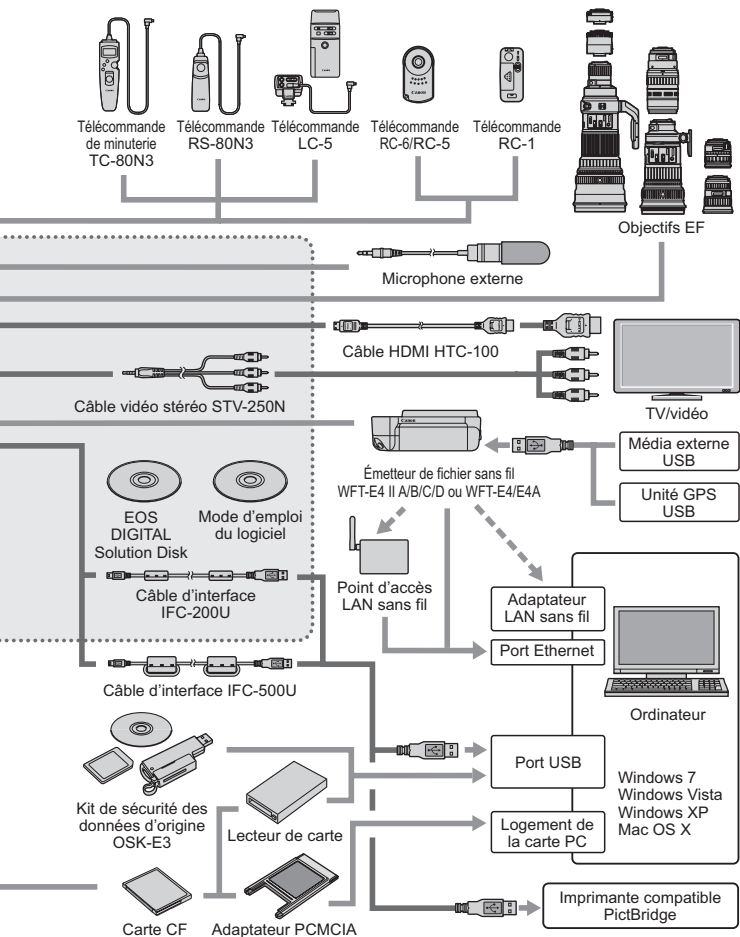 Télécommande
de minuterie
TC-80N3
Télécommande
RS-80N3
Télécommande
LC-5
Télécommande
RC-6/RC-5
Télécommande
RC-1
Objectifs EF
Microphone externe
Câble HDMI HTC-100
Câble vidéo stéréo STV-250N
TV/vidéo
Canon
Émetteur de fichier sans fil
WFT-E4 II A/B/C/D ou WFT-E4/E4A
Média externe
USB
Unité GPS
USB
EOS
DIGITAL
Solution Disk
Mode d'emploi
du logiciel
Câble d'interface
IFC-200U
Point d'accès
LAN sans fil
Adaptateur
LAN sans fil
Port Ethernet
Ordinateur
Câble d'interface IFC-500U
Port USB
Windows 7
Windows Vista
Windows XP
Mac OS X
Kit de sécurité des
données d'origine
OSK-E3
Lecteur de carte
Logement de
la carte PC
Carte CF
Adaptateur PCMCIA
Imprimante compatible
PictBridge